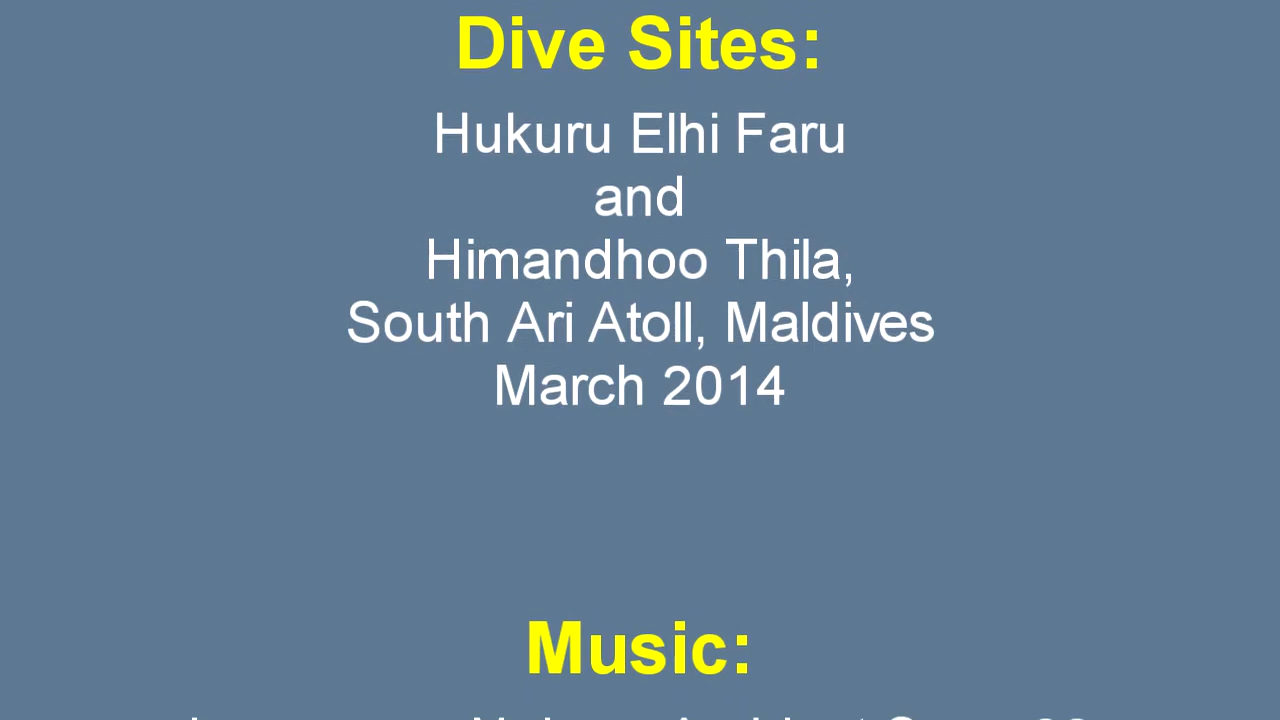 Dive Sites:
Hukuru Elhi Faru
and
Himandhoo Thila,
South Ari Atoll, Maldives
March 2014
Music: